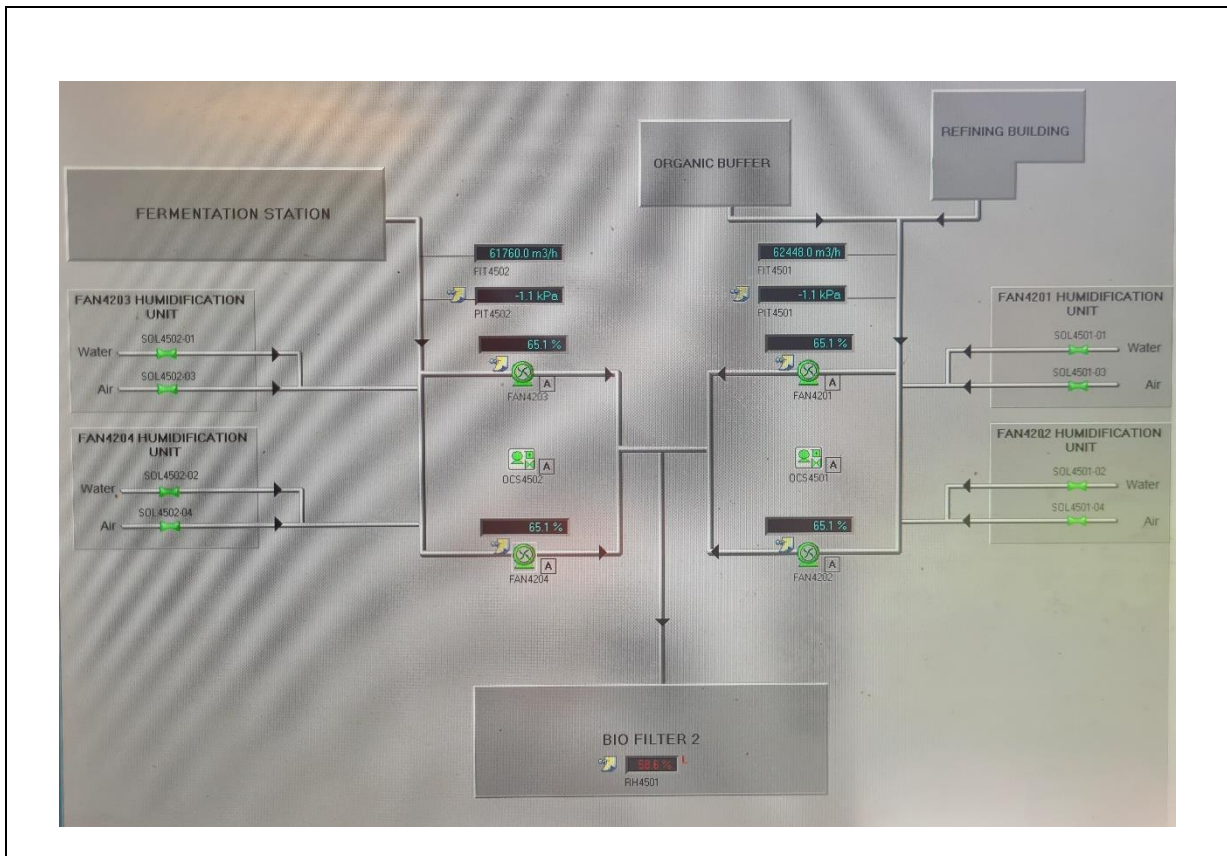 REFINING BUILDING
ORGANIC BUFFER
FERMENTATION STATION
61760.0 m3/h
FIT4502
-1.1 kPa
PIT4502
62448.0 m3/h
FIT4501
-1.1 kPa
PIT4501
FAN4203 HUMIDIFICATION
UNIT
SOL4502-01
Water
SOL4502-03
Air
65.1 %
A
FAN4203
65.1 %
A
FAN4201
FAN4201 HUMIDIFICATION
UNIT
SOL4501-01
Water
SOL4501-03
Air
FAN4204 HUMIDIFICATION
UNIT
SOL4502-02
Water
SOL4502-04
Air
A
OCS4502
A
OCS4501
65.1 %
A
FAN4204
65.1 %
A
FAN4202
FAN4202 HUMIDIFICATION
UNIT
SOL4501-02
Water
SOL4501-04
Air
BIO FILTER 2
L
RH4501